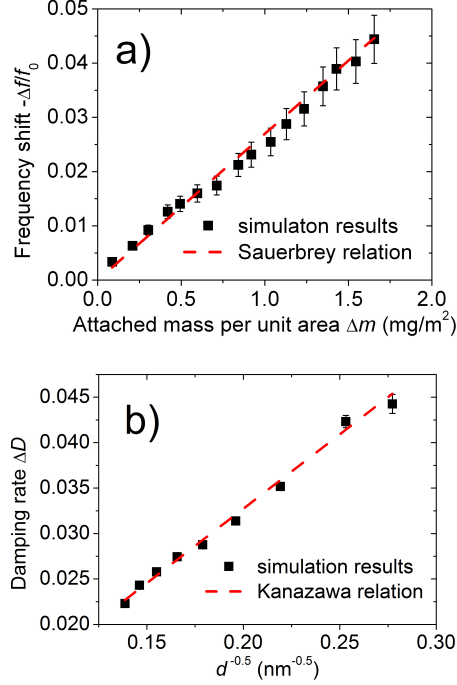 0.05
0.04
0.03
0.02
0.01
0.00
Frequency shift -Δf/f0
a)
simulaton results
Sauerbrey relation
0.0 0.5 1.0 1.5 2.0
Attached mass per unit area Δm (mg/m²)
0.045
0.040
0.035
0.030
0.025
0.020
Damping rate ΔD
b)
simulation results
Kanazawa relation
0.15 0.20 0.25 0.30
d^-0.5 (nm^-0.5)